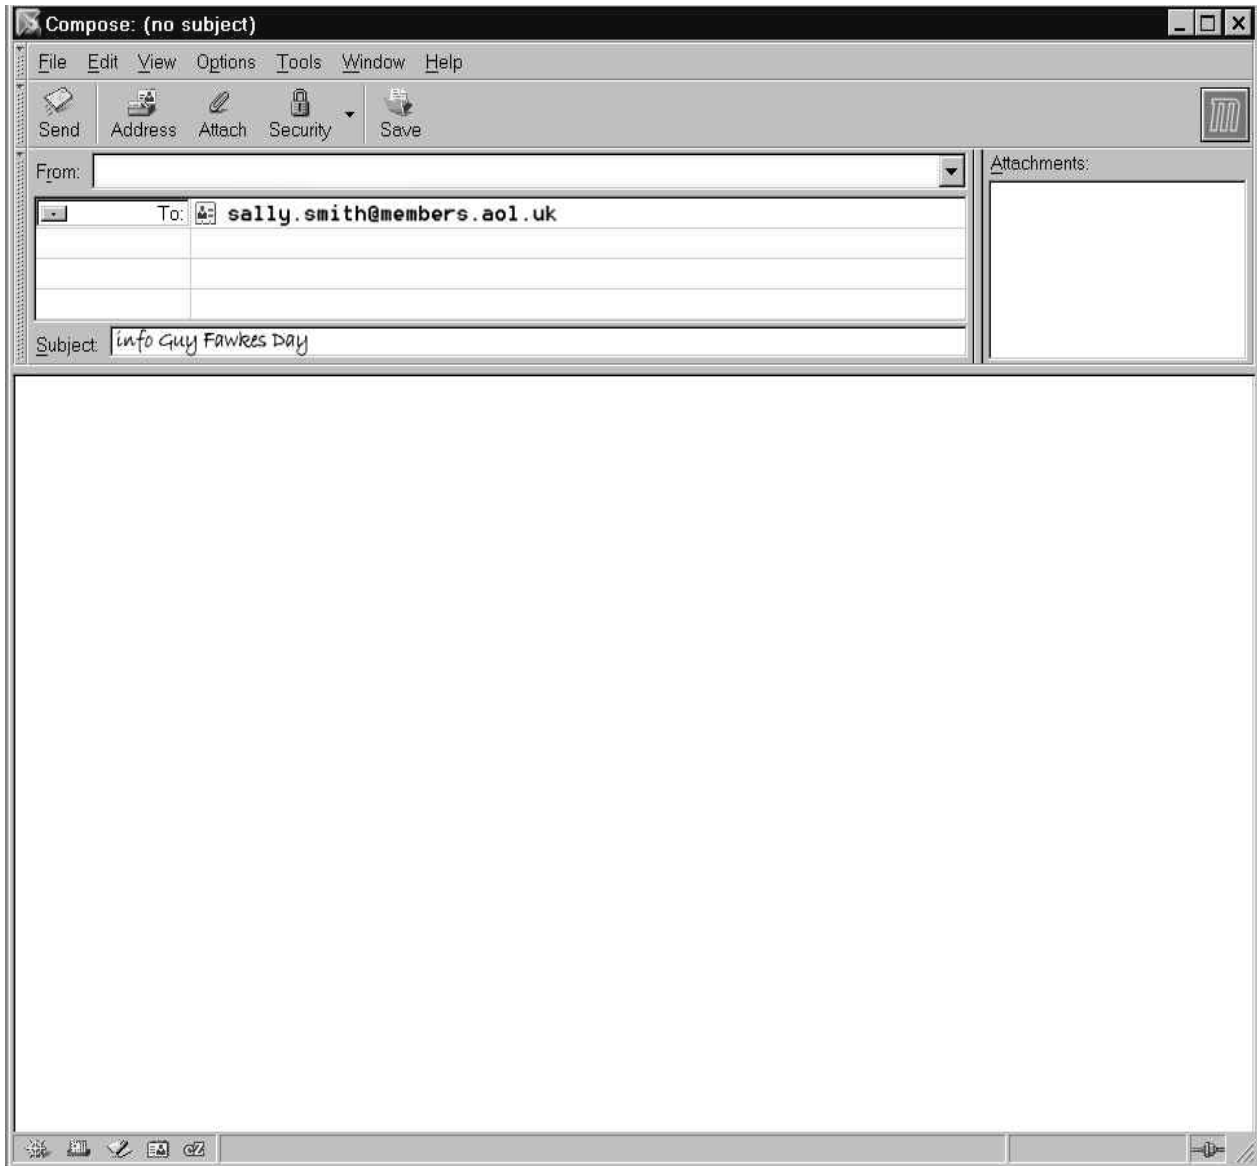 Compose: (no subject)
File Edit View Options Tools Window Help
Send Address Attach Security Save
From:
Attachments:
To: sally.smith@members.aol.uk
Subject: info Guy Fawkes Day